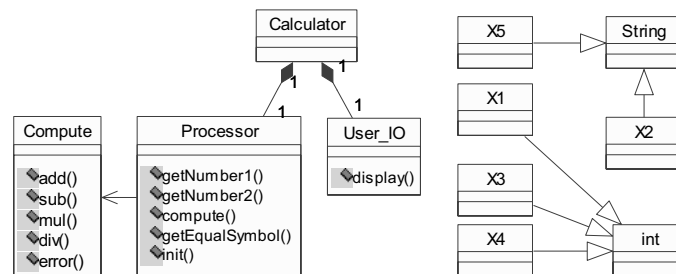 Calculator
1
1
1
1
Compute
add()
sub()
mul()
div()
error()
Processor
getNumber1()
getNumber2()
compute()
getEqualSymbol()
init()
User_IO
display()
X5
String
X1
X2
X3
X4
int